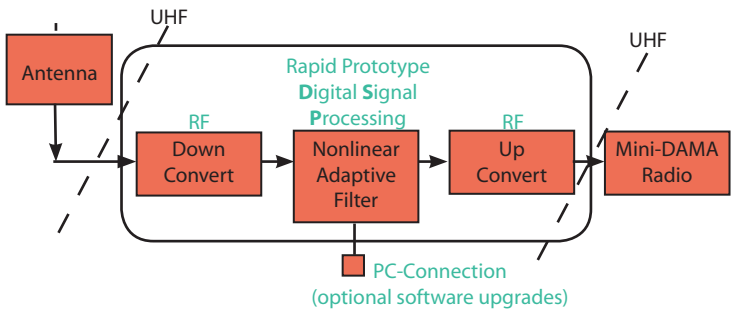 UHF
UHF
Antenna
Rapid Prototype
Digital Signal
Processing
RF
RF
Down
Convert
Nonlinear
Adaptive
Filter
Up
Convert
Mini-DAMA
Radio
PC-Connection
(optional software upgrades)